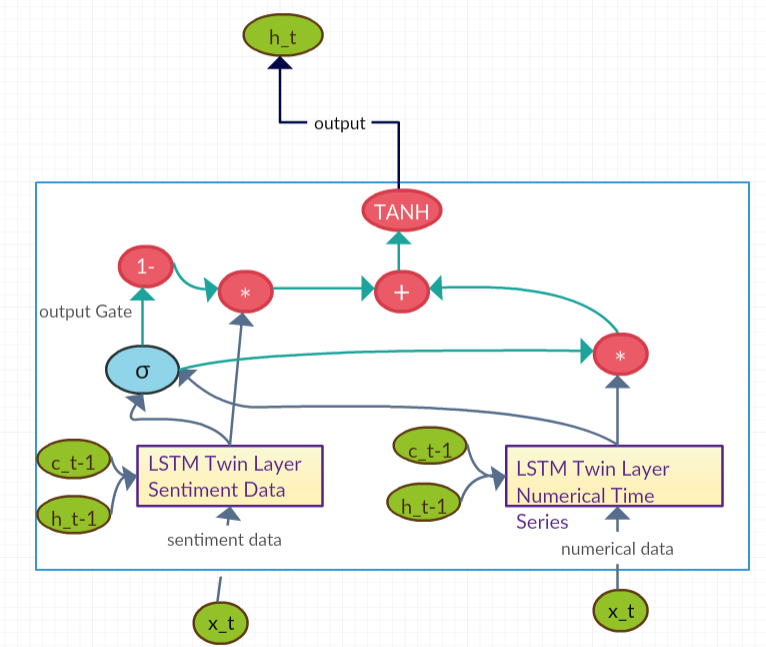 h_t
output
TANH
1-
*
+
output Gate
σ
*
c_t-1
h_t-1
LSTM Twin Layer
Sentiment Data
c_t-1
h_t-1
LSTM Twin Layer
Numerical Time
Series
sentiment data
numerical data
x_t
x_t